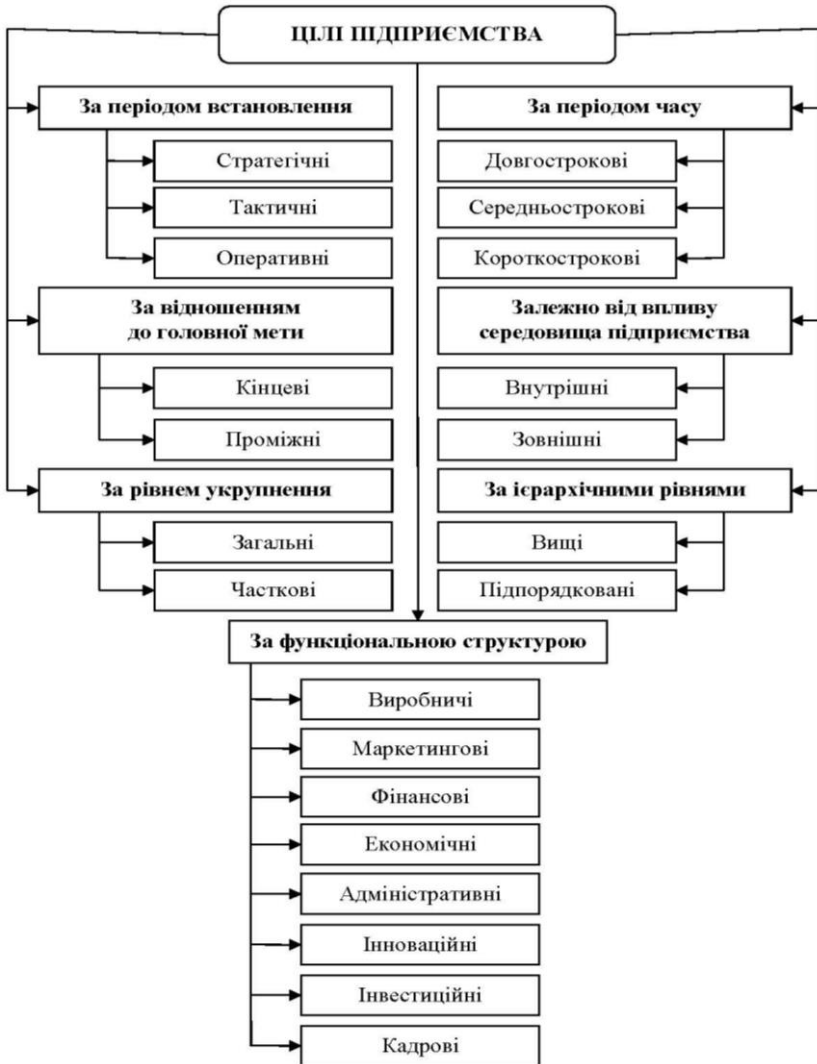 ЦІЛІ ПІДПРИЄМСТВА
За періодом встановлення
Стратегічні
Тактичні
Оперативні
За відношенням
до головної мети
Кінцеві
Проміжні
За рівнем укрупнення
Загальні
Часткові
За періодом часу
Довгострокові
Середньострокові
Короткострокові
Залежно від впливу
середовища підприємства
Внутрішні
Зовнішні
За ієрархічними рівнями
Вищі
Підпорядковані
За функціональною структурою
Виробничі
Маркетингові
Фінансові
Економічні
Адміністративні
Інноваційні
Інвестиційні
Кадрові